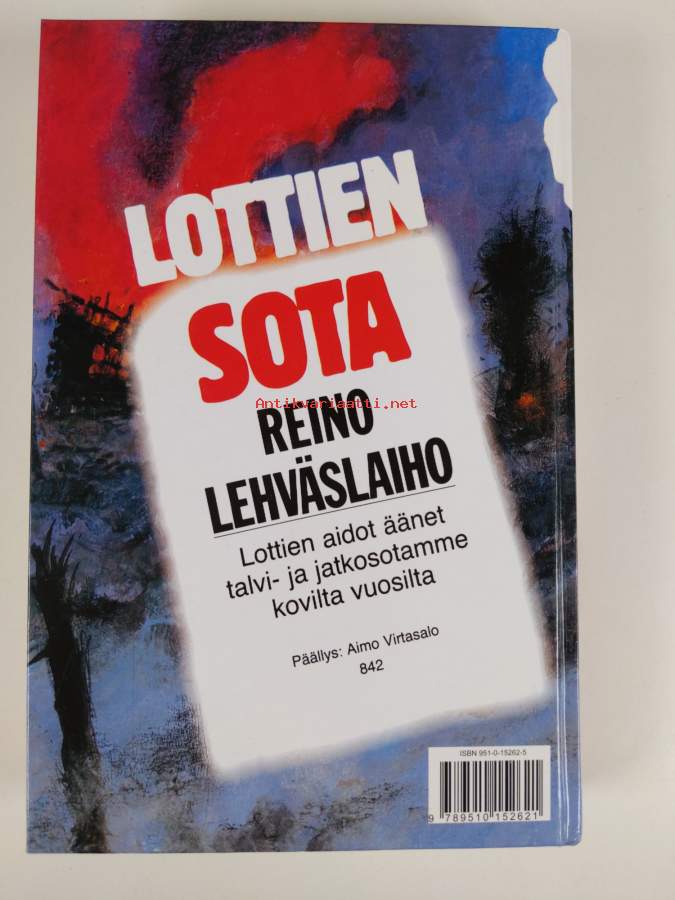 LOTTIEN
SOTA
Antikvariaatti.net
REINO
LEHVÄSLAIHO
Lottien aidot äänet
talvi- ja jatkosotamme
kovilta vuosilta
Päällys: Aimo Virtasalo
842
ISBN 951-0-15262-5
9 789510 152621